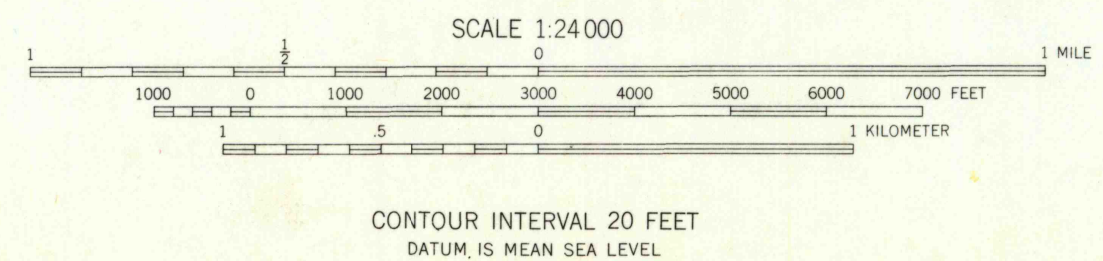 SCALE 1:24 000
1 ½ 0 1 MILE
1000 0 1000 2000 3000 4000 5000 6000 7000 FEET
1 .5 0 1 KILOMETER
CONTOUR INTERVAL 20 FEET
DATUM IS MEAN SEA LEVEL